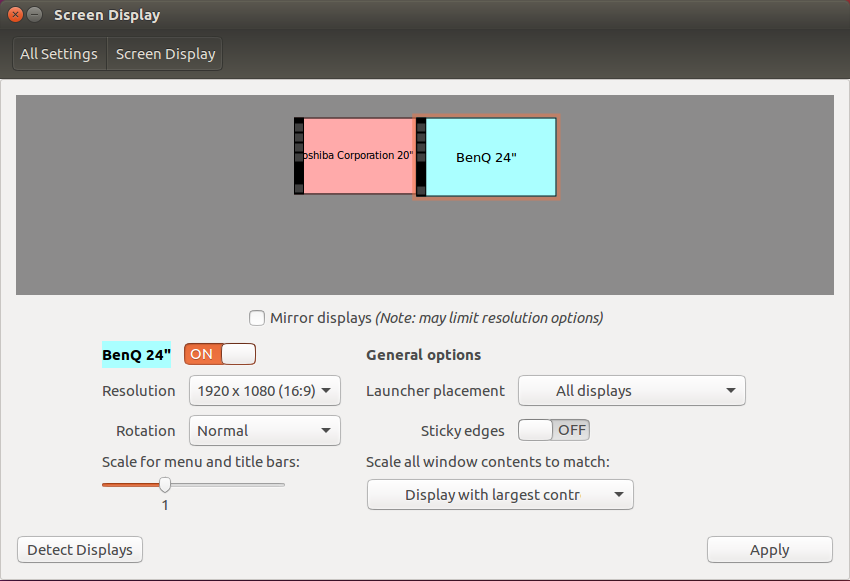 Screen Display
All Settings Screen Display
oshiba Corporation 20"
BenQ 24"
Mirror displays (Note: may limit resolution options)
BenQ 24" ON General options
Resolution 1920 x 1080 (16:9) Launcher placement All displays
Rotation Normal Sticky edges OFF
Scale for menu and title bars: Scale all window contents to match:
Display with largest contr
1
Detect Displays Apply